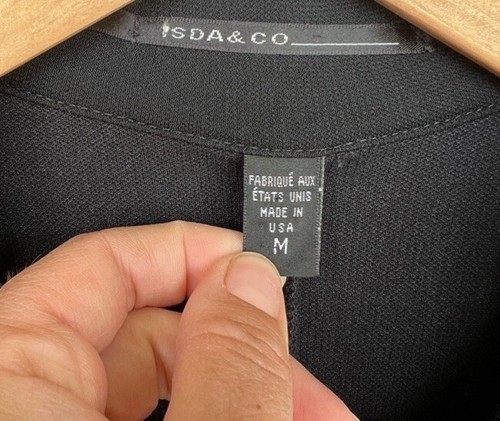 ISDA&CO
FABRIQUÉ AUX
ÉTATS UNIS
MADE IN
USA
M